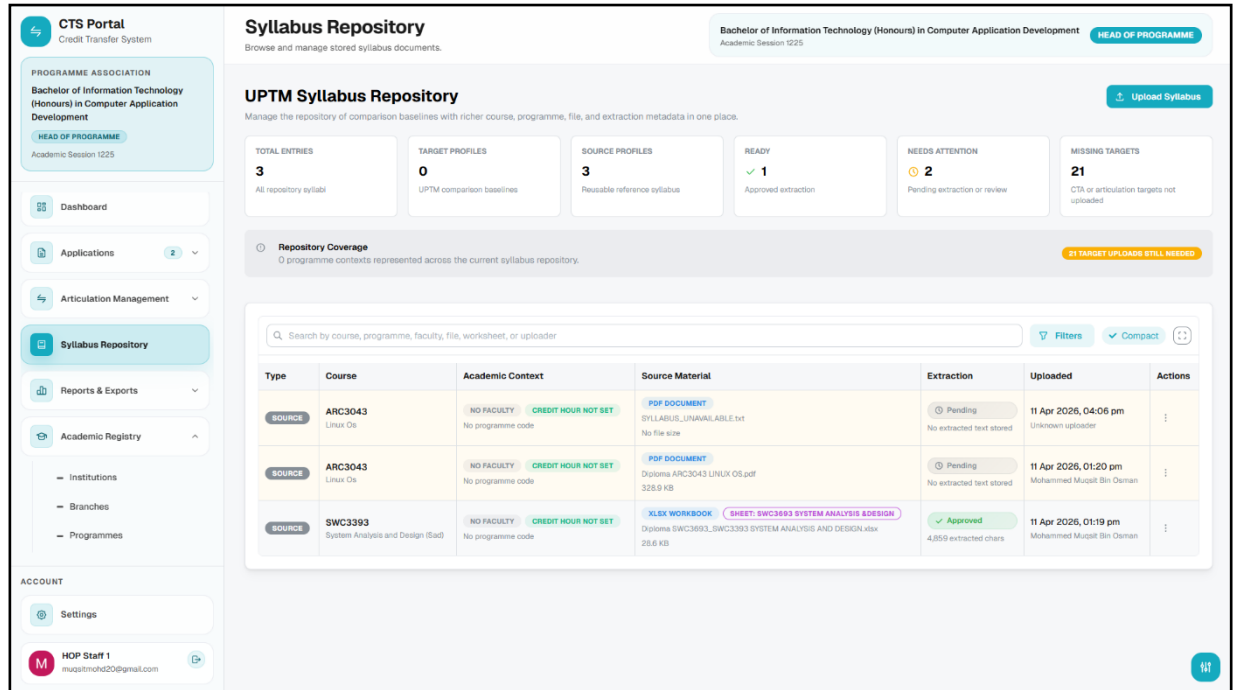 CTS Portal
Credit Transfer System
PROGRAMME ASSOCIATION
Bachelor of Information Technology
(Honours) in Computer Application
Development
HEAD OF PROGRAMME
Academic Session 1225
Dashboard
Applications 2
Articulation Management
Syllabus Repository
Reports & Exports
Academic Registry
Institutions
Branches
Programmes
ACCOUNT
Settings
M
HOP Staff 1
muqsitmohd20@gmail.com
Syllabus Repository
Browse and manage stored syllabus documents.
Bachelor of Information Technology (Honours) in Computer Application Development
Academic Session 1225
HEAD OF PROGRAMME
UPTM Syllabus Repository
Manage the repository of comparison baselines with richer course, programme, file, and extraction metadata in one place.
Upload Syllabus
TOTAL ENTRIES
3
All repository syllabi
TARGET PROFILES
0
UPTM comparison baselines
SOURCE PROFILES
3
Reusable reference syllabus
READY
1
Approved extraction
NEEDS ATTENTION
2
Pending extraction or review
MISSING TARGETS
21
CTA or articulation targets not
uploaded
Repository Coverage
0 programme contexts represented across the current syllabus repository.
21 TARGET UPLOADS STILL NEEDED
Search by course, programme, faculty, file, worksheet, or uploader
Filters
Compact
Type Course Academic Context Source Material Extraction Uploaded Actions
SOURCE
ARC3043
Linux Os
NO FACULTY CREDIT HOUR NOT SET
No programme code
PDF DOCUMENT
SYLLABUS_UNAVAILABLE.txt
No file size
Pending
No extracted text stored
11 Apr 2026, 04:06 pm
Unknown uploader
SOURCE
ARC3043
Linux Os
NO FACULTY CREDIT HOUR NOT SET
No programme code
PDF DOCUMENT
Diploma ARC3043 LINUX OS.pdf
328.9 KB
Pending
No extracted text stored
11 Apr 2026, 01:20 pm
Mohammed Muqsit Bin Osman
SOURCE
SWC3393
System Analysis and Design (Sad)
NO FACULTY CREDIT HOUR NOT SET
No programme code
XLSX WORKBOOK SHEET: SWC3693 SYSTEM ANALYSIS &DESIGN
Diploma SWC3693_SWC3393 SYSTEM ANALYSIS AND DESIGN.xlsx
28.6 KB
Approved
4,859 extracted chars
11 Apr 2026, 01:19 pm
Mohammed Muqsit Bin Osman